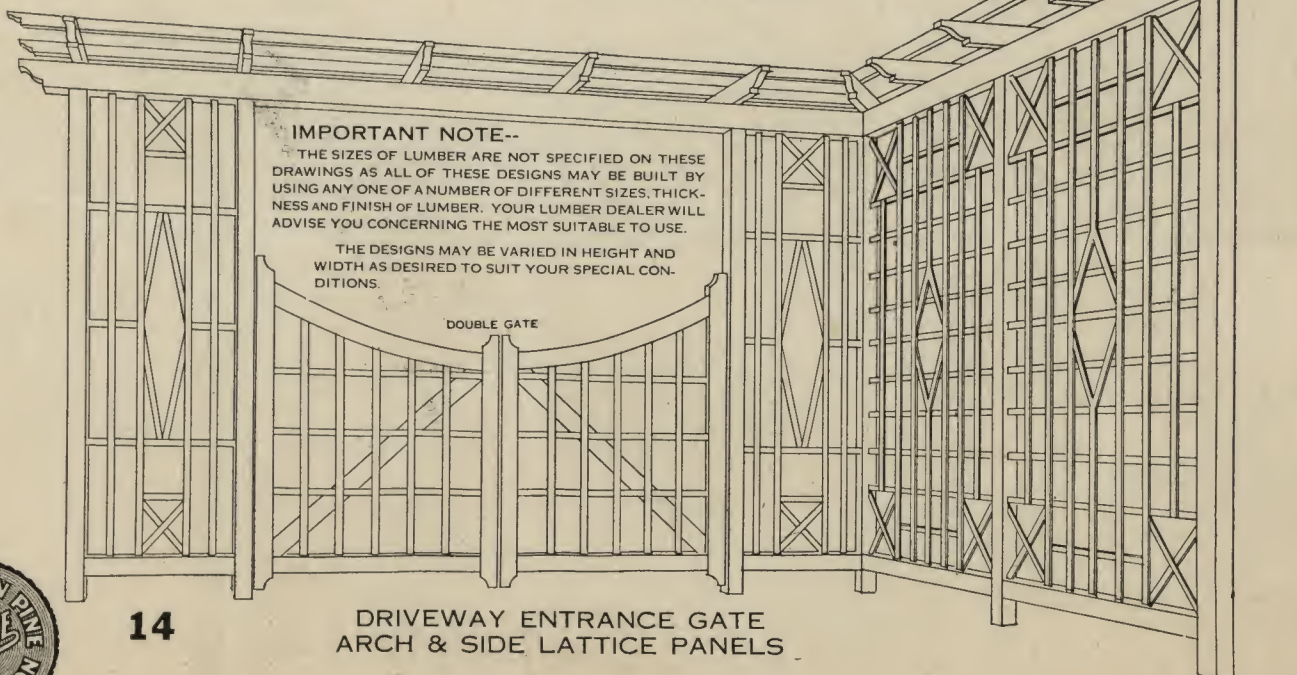 IMPORTANT NOTE--
THE SIZES OF LUMBER ARE NOT SPECIFIED ON THESE
DRAWINGS AS ALL OF THESE DESIGNS MAY BE BUILT BY
USING ANY ONE OF A NUMBER OF DIFFERENT SIZES, THICK-
NESS AND FINISH OF LUMBER. YOUR LUMBER DEALER WILL
ADVISE YOU CONCERNING THE MOST SUITABLE TO USE.
THE DESIGNS MAY BE VARIED IN HEIGHT AND
WIDTH AS DESIRED TO SUIT YOUR SPECIAL CON-
DITIONS.
DOUBLE GATE
PINE
14
DRIVEWAY ENTRANCE GATE
ARCH & SIDE LATTICE PANELS